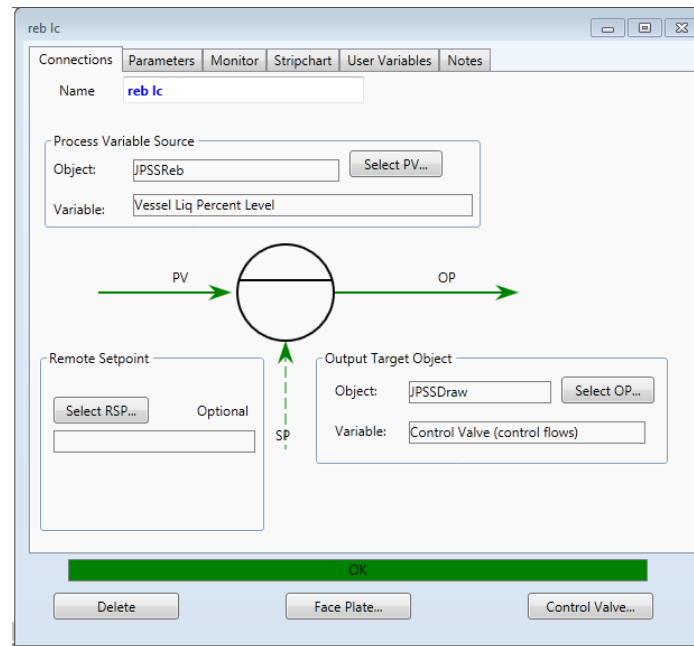 reb lc
Connections Parameters Monitor Stripchart User Variables Notes
Name reb lc
Process Variable Source
Object: JPSSReb Select PV...
Variable: Vessel Liq Percent Level
PV OP
Remote Setpoint
Select RSP... Optional
SP
Output Target Object
Object: JPSSDraw Select OP...
Variable: Control Valve (control flows)
OK
Delete Face Plate... Control Valve...